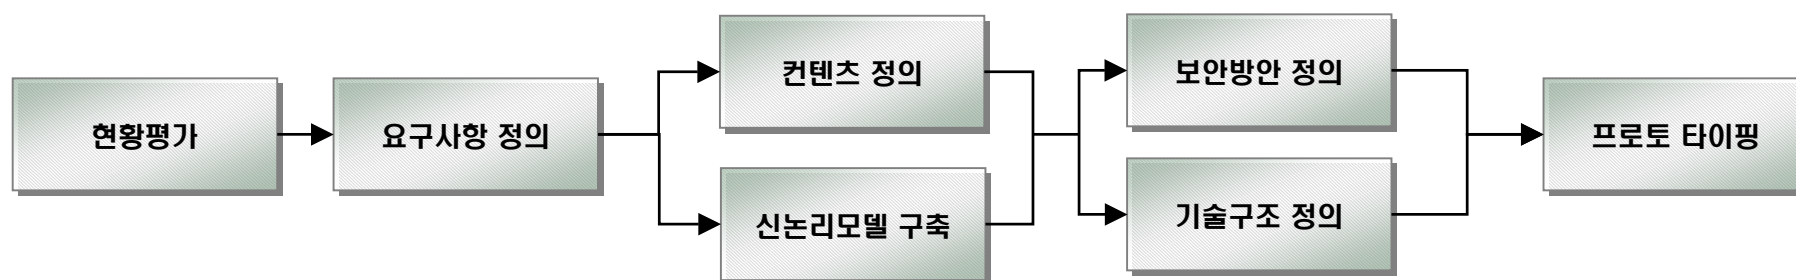 현황평가
요구사항 정의
컨텐츠 정의
신논리모델 구축
보안방안 정의
기술구조 정의
프로토 타이핑